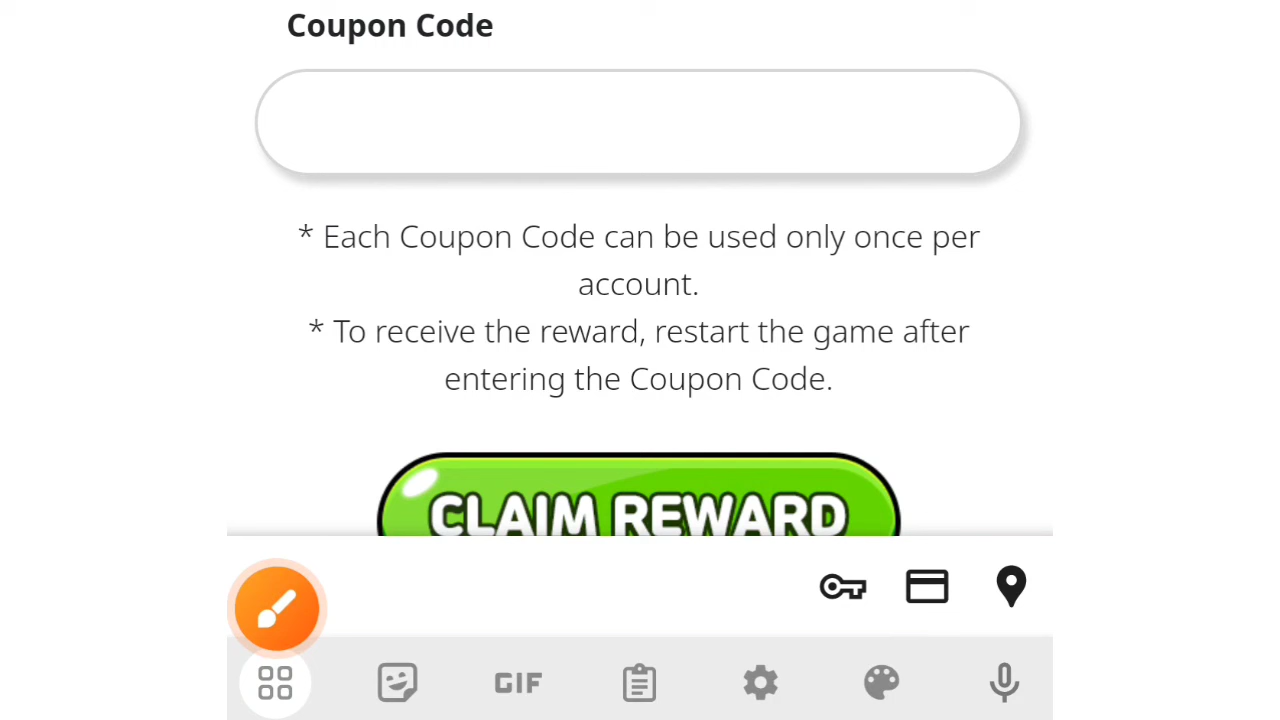 Coupon Code
* Each Coupon Code can be used only once per
account.
* To receive the reward, restart the game after
entering the Coupon Code.
CLAIM REWARD
GIF